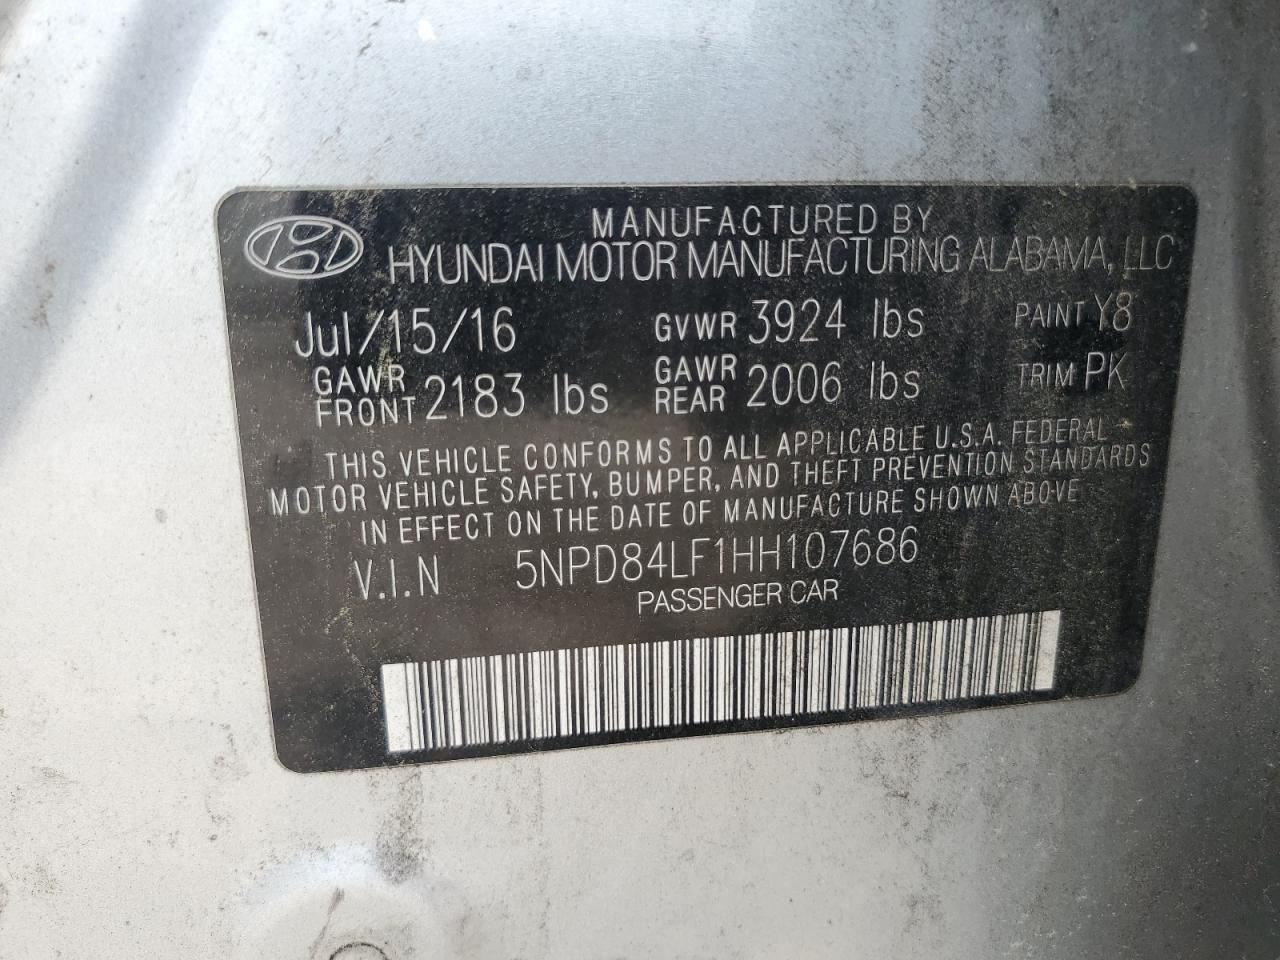 MANUFACTURED BY
HYUNDAI MOTOR MANUFACTURING ALABAMA, LLC
Jul/15/16 GVWR 3924 lbs PAINT Y8
GAWR FRONT 2183 lbs GAWR REAR 2006 lbs TRIM PK
THIS VEHICLE CONFORMS TO ALL APPLICABLE U.S.A. FEDERAL
MOTOR VEHICLE SAFETY, BUMPER, AND THEFT PREVENTION STANDARDS
IN EFFECT ON THE DATE OF MANUFACTURE SHOWN ABOVE
V.I.N 5NPD84LF1HH107686
PASSENGER CAR